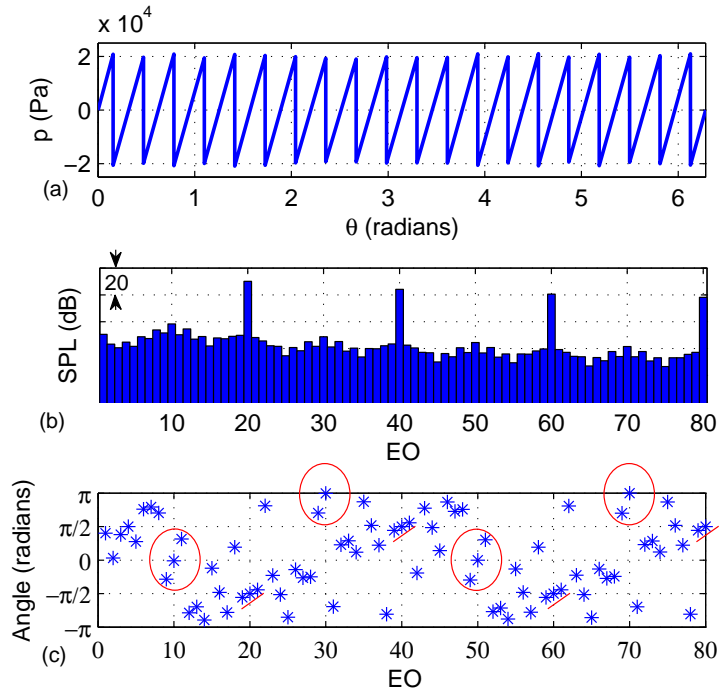 x 10⁴
2
0
−2
p (Pa)
(a)
0 1 2 3 4 5 6
θ (radians)
20
SPL (dB)
10 20 30 40 50 60 70 80
(b)
EO
π
π/2
0
−π/2
−π
Angle (radians)
0 10 20 30 40 50 60 70 80
(c)
EO